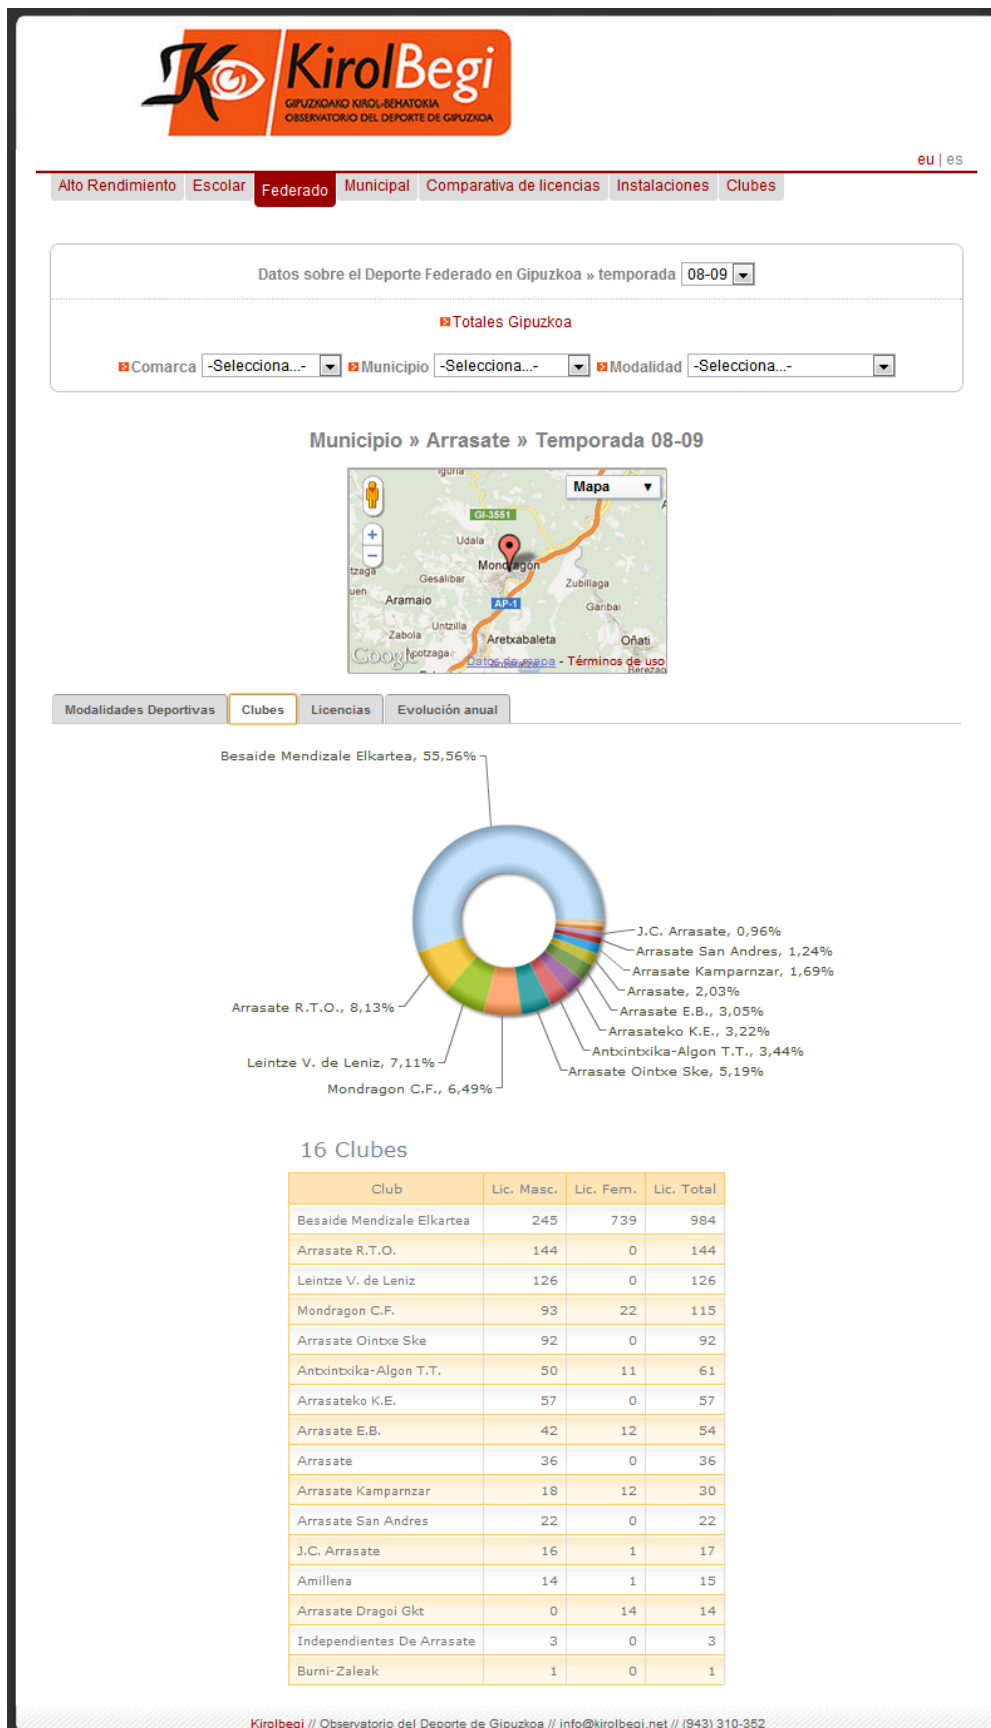 KirolBegi
GIPUZKOAKO KIROL-BEHATOKIA
OBSERVATORIO DEL DEPORTE DE GIPUZKOA
eu | es
Alto Rendimiento Escolar Federado Municipal Comparativa de licencias Instalaciones Clubes
Datos sobre el Deporte Federado en Gipuzkoa » temporada 08-09
Totales Gipuzkoa
Comarca -Selecciona...- Municipio -Selecciona...- Modalidad -Selecciona...-
Municipio » Arrasate » Temporada 08-09
Mapa
GI-3551
Udala
Mondragon
Gesalibar
Zubillaga
Aramaio
AP-1
Garibai
Untzilla
Zabola
Aretxabaleta
Oñati
Google
Datos de mapa - Términos de uso
Modalidades Deportivas Clubes Licencias Evolución anual
Besaide Mendizale Elkartea, 55,56%
J.C. Arrasate, 0,96%
Arrasate San Andres, 1,24%
Arrasate Kamparnzar, 1,69%
Arrasate, 2,03%
Arrasate R.T.O., 8,13%
Arrasate E.B., 3,05%
Arrasateko K.E., 3,22%
Antxintxika-Algon T.T., 3,44%
Leintze V. de Leniz, 7,11%
Arrasate Ointxe Ske, 5,19%
Mondragon C.F., 6,49%
16 Clubes
Club Lic. Masc. Lic. Fem. Lic. Total
Besaide Mendizale Elkartea 245 739 984
Arrasate R.T.O. 144 0 144
Leintze V. de Leniz 126 0 126
Mondragon C.F. 93 22 115
Arrasate Ointxe Ske 92 0 92
Antxintxika-Algon T.T. 50 11 61
Arrasateko K.E. 57 0 57
Arrasate E.B. 42 12 54
Arrasate 36 0 36
Arrasate Kamparnzar 18 12 30
Arrasate San Andres 22 0 22
J.C. Arrasate 16 1 17
Amillena 14 1 15
Arrasate Dragoi Gkt 0 14 14
Independientes De Arrasate 3 0 3
Burni-Zaleak 1 0 1
Kirolbegi // Observatorio del Deporte de Gipuzkoa // info@kirolbegi.net // (943) 310-352